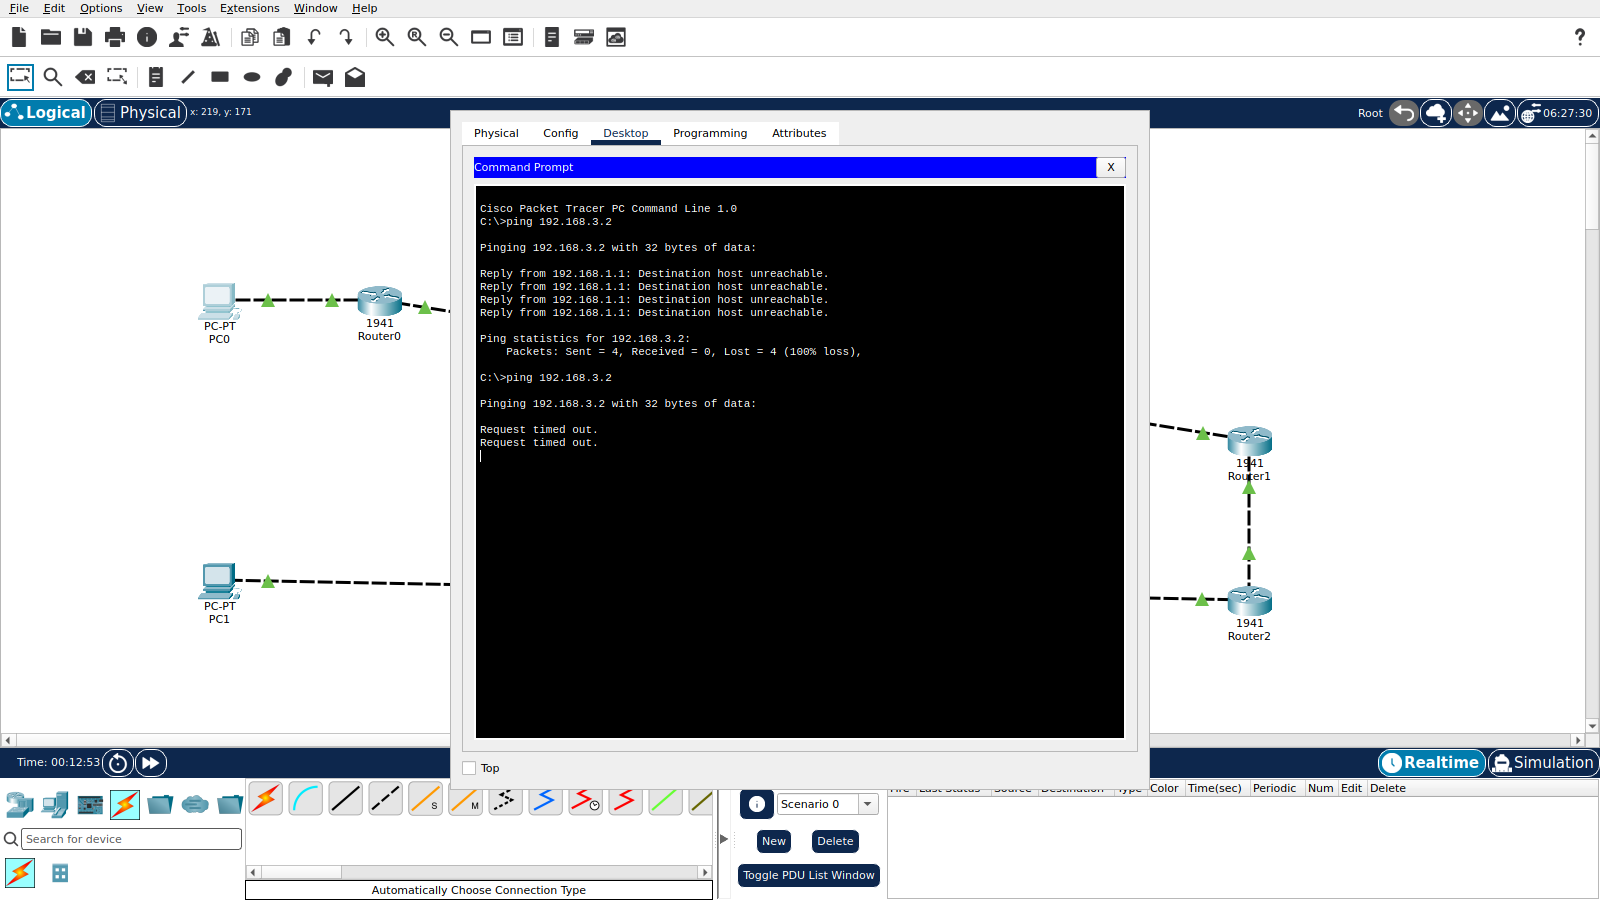 File Edit Options View Tools Extensions Window Help
Logical Physical x: 219, y: 171
Root 06:27:30
Physical Config Desktop Programming Attributes
Command Prompt X
Cisco Packet Tracer PC Command Line 1.0
C:\>ping 192.168.3.2
Pinging 192.168.3.2 with 32 bytes of data:
Reply from 192.168.1.1: Destination host unreachable.
Reply from 192.168.1.1: Destination host unreachable.
Reply from 192.168.1.1: Destination host unreachable.
Reply from 192.168.1.1: Destination host unreachable.
Ping statistics for 192.168.3.2:
Packets: Sent = 4, Received = 0, Lost = 4 (100% loss),
C:\>ping 192.168.3.2
Pinging 192.168.3.2 with 32 bytes of data:
Request timed out.
Request timed out.
PC-PT
PC0
1941
Router0
1941
Router1
PC-PT
PC1
1941
Router2
Top
Time: 00:12:53
Realtime Simulation
S M
Search for device
Automatically Choose Connection Type
Scenario 0
New Delete
Toggle PDU List Window
Fire Last Status Source Destination Type Color Time(sec) Periodic Num Edit Delete